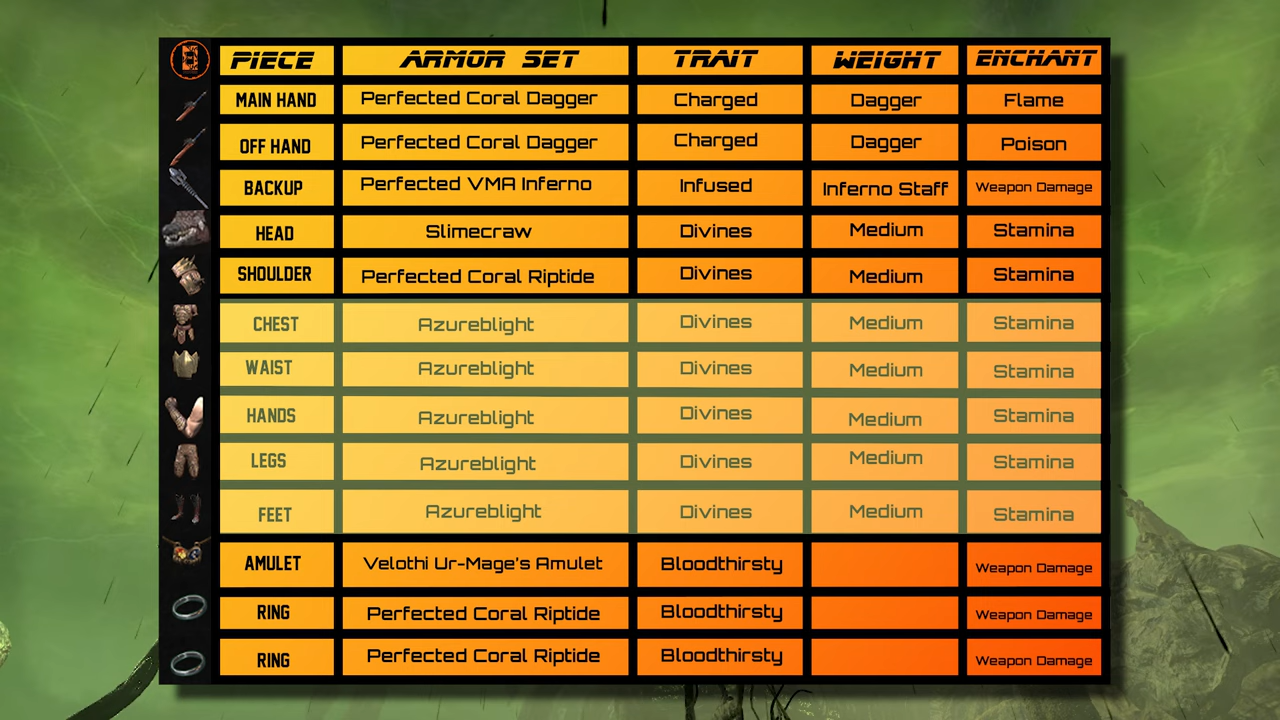 PIECE ARMOR SET TRAIT WEIGHT ENCHANT
MAIN HAND Perfected Coral Dagger Charged Dagger Flame
OFF HAND Perfected Coral Dagger Charged Dagger Poison
BACKUP Perfected VMA Inferno Infused Inferno Staff Weapon Damage
HEAD Slimecraw Divines Medium Stamina
SHOULDER Perfected Coral Riptide Divines Medium Stamina
CHEST Azureblight Divines Medium Stamina
WAIST Azureblight Divines Medium Stamina
HANDS Azureblight Divines Medium Stamina
LEGS Azureblight Divines Medium Stamina
FEET Azureblight Divines Medium Stamina
AMULET Velothi Ur-Mage's Amulet Bloodthirsty Weapon Damage
RING Perfected Coral Riptide Bloodthirsty Weapon Damage
RING Perfected Coral Riptide Bloodthirsty Weapon Damage